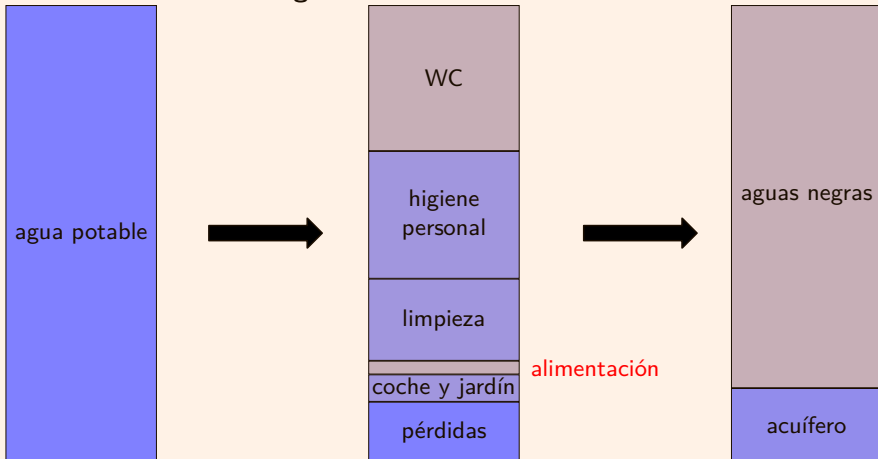 agua potable
WC
higiene
personal
limpieza
alimentación
coche y jardín
pérdidas
aguas negras
acuífero